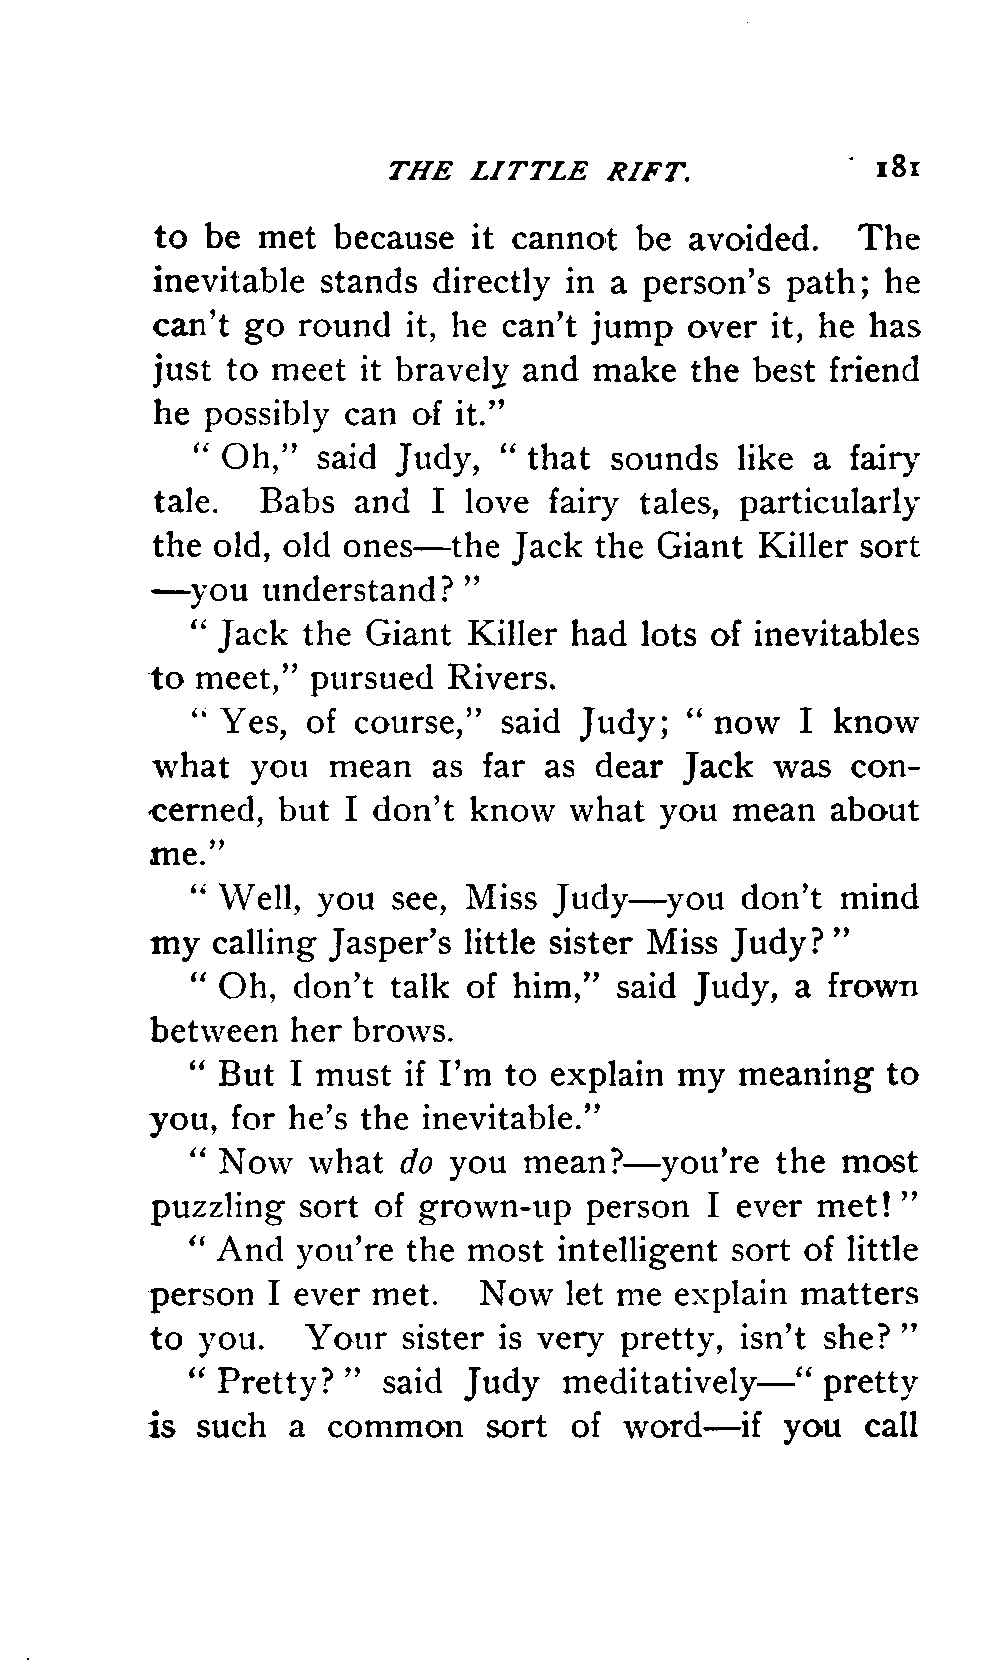 THE LITTLE RIFT. 181
to be met because it cannot be avoided. The
inevitable stands directly in a person's path; he
can't go round it, he can't jump over it, he has
just to meet it bravely and make the best friend
he possibly can of it."
" Oh," said Judy, " that sounds like a fairy
tale. Babs and I love fairy tales, particularly
the old, old ones—the Jack the Giant Killer sort
—you understand? "
" Jack the Giant Killer had lots of inevitables
to meet," pursued Rivers.
" Yes, of course," said Judy; " now I know
what you mean as far as dear Jack was con-
cerned, but I don't know what you mean about
me."
" Well, you see, Miss Judy—you don't mind
my calling Jasper's little sister Miss Judy? "
" Oh, don't talk of him," said Judy, a frown
between her brows.
" But I must if I'm to explain my meaning to
you, for he's the inevitable."
" Now what do you mean?—you're the most
puzzling sort of grown-up person I ever met! "
" And you're the most intelligent sort of little
person I ever met. Now let me explain matters
to you. Your sister is very pretty, isn't she? "
" Pretty? " said Judy meditatively—" pretty
is such a common sort of word—if you call